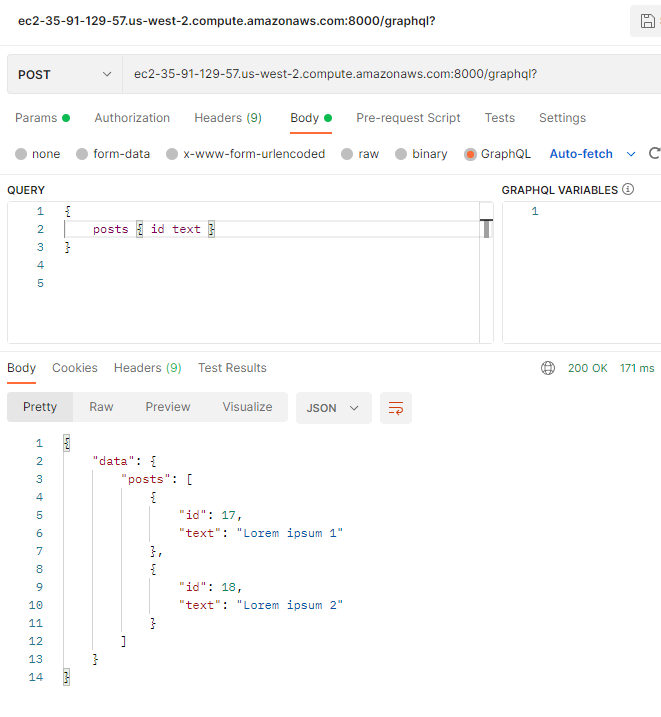 ec2-35-91-129-57.us-west-2.compute.amazonaws.com:8000/graphql?
POST ec2-35-91-129-57.us-west-2.compute.amazonaws.com:8000/graphql?
Params Authorization Headers (9) Body Pre-request Script Tests Settings
none form-data x-www-form-urlencoded raw binary GraphQL Auto-fetch
QUERY GRAPHQL VARIABLES
1 { 1
2 posts { id text }
3 }
4
5
Body Cookies Headers (9) Test Results 200 OK 171 ms
Pretty Raw Preview Visualize JSON
1 {
2 "data": {
3 "posts": [
4 {
5 "id": 17,
6 "text": "Lorem ipsum 1"
7 },
8 {
9 "id": 18,
10 "text": "Lorem ipsum 2"
11 }
12 ]
13 }
14 }